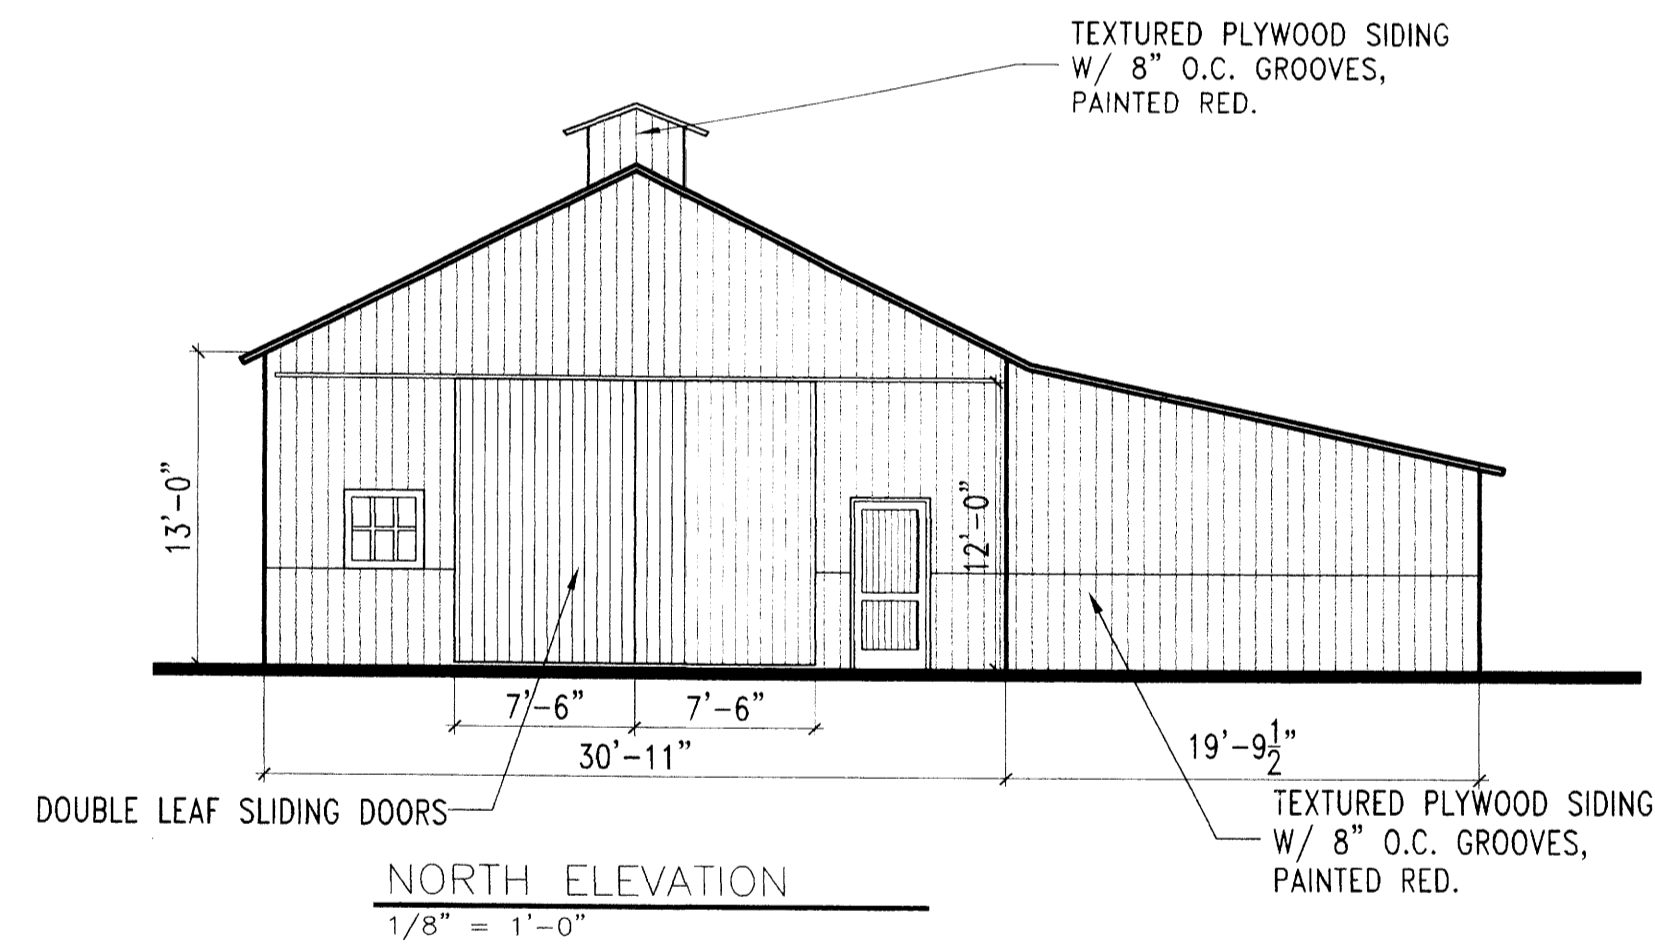 TEXTURED PLYWOOD SIDING
W/ 8" O.C. GROOVES,
PAINTED RED.
13'-0"
12'-0"
7'-6"
7'-6"
30'-11"
19'-9½"
DOUBLE LEAF SLIDING DOORS
TEXTURED PLYWOOD SIDING
W/ 8" O.C. GROOVES,
PAINTED RED.
NORTH ELEVATION
1/8" = 1'-0"